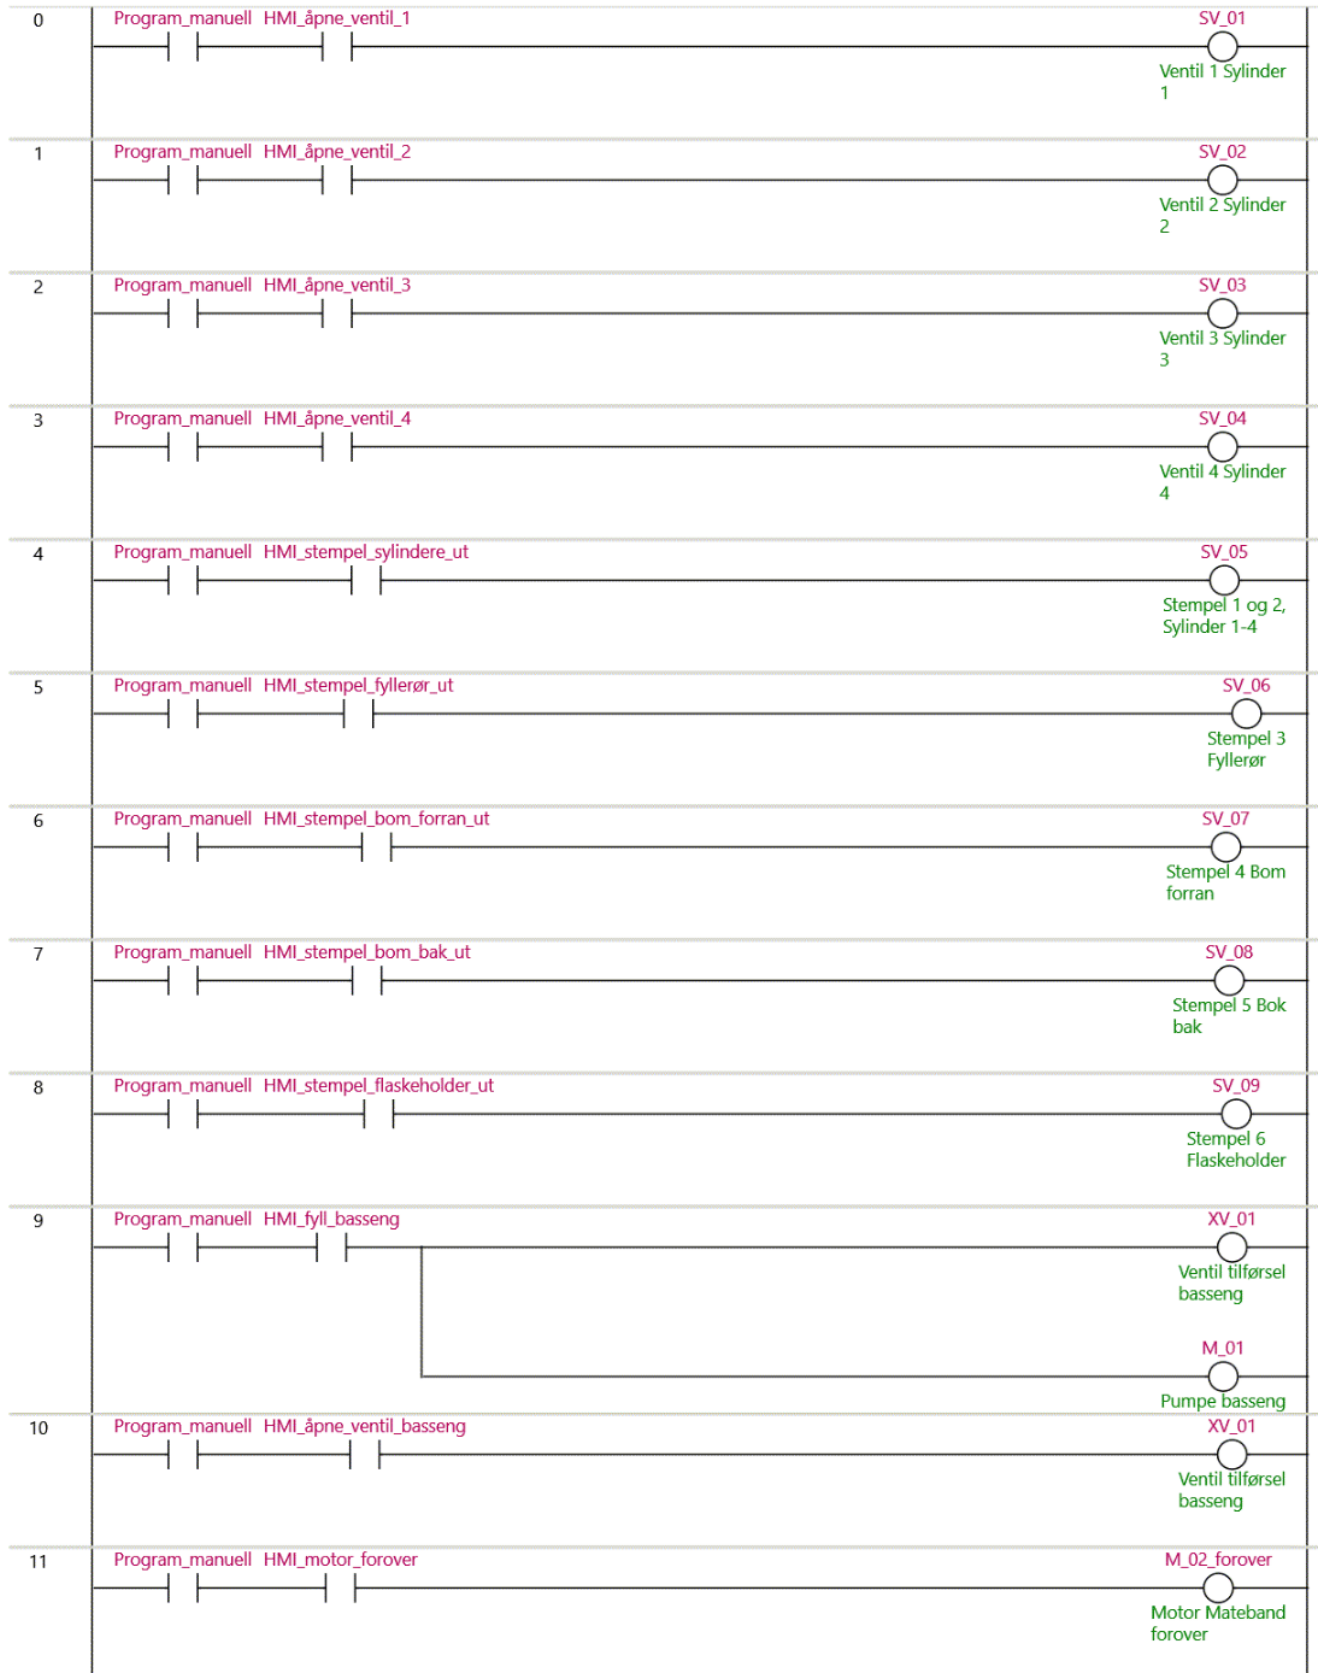 0
Program_manuell HMI_åpne_ventil_1
SV_01
Ventil 1 Sylinder
1
1
Program_manuell HMI_åpne_ventil_2
SV_02
Ventil 2 Sylinder
2
2
Program_manuell HMI_åpne_ventil_3
SV_03
Ventil 3 Sylinder
3
3
Program_manuell HMI_åpne_ventil_4
SV_04
Ventil 4 Sylinder
4
4
Program_manuell HMI_stempel_sylindere_ut
SV_05
Stempel 1 og 2,
Sylinder 1-4
5
Program_manuell HMI_stempel_fyllerør_ut
SV_06
Stempel 3
Fyllerør
6
Program_manuell HMI_stempel_bom_forran_ut
SV_07
Stempel 4 Bom
forran
7
Program_manuell HMI_stempel_bom_bak_ut
SV_08
Stempel 5 Bok
bak
8
Program_manuell HMI_stempel_flaskeholder_ut
SV_09
Stempel 6
Flaskeholder
9
Program_manuell HMI_fyll_basseng
XV_01
Ventil tilførsel
basseng
M_01
Pumpe basseng
10
Program_manuell HMI_åpne_ventil_basseng
XV_01
Ventil tilførsel
basseng
11
Program_manuell HMI_motor_forover
M_02_forover
Motor Mateband
forover